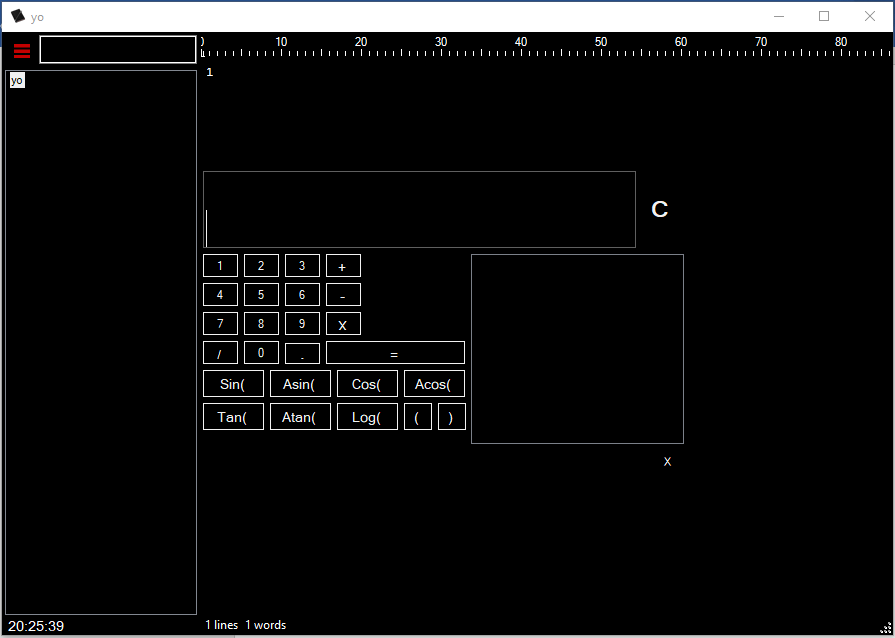 yo
0 10 20 30 40 50 60 70 80
yo
1
C
1 2 3 +
4 5 6 -
7 8 9 X
/ 0 . =
Sin( Asin( Cos( Acos(
Tan( Atan( Log( ( )
X
20:25:39
1 lines 1 words